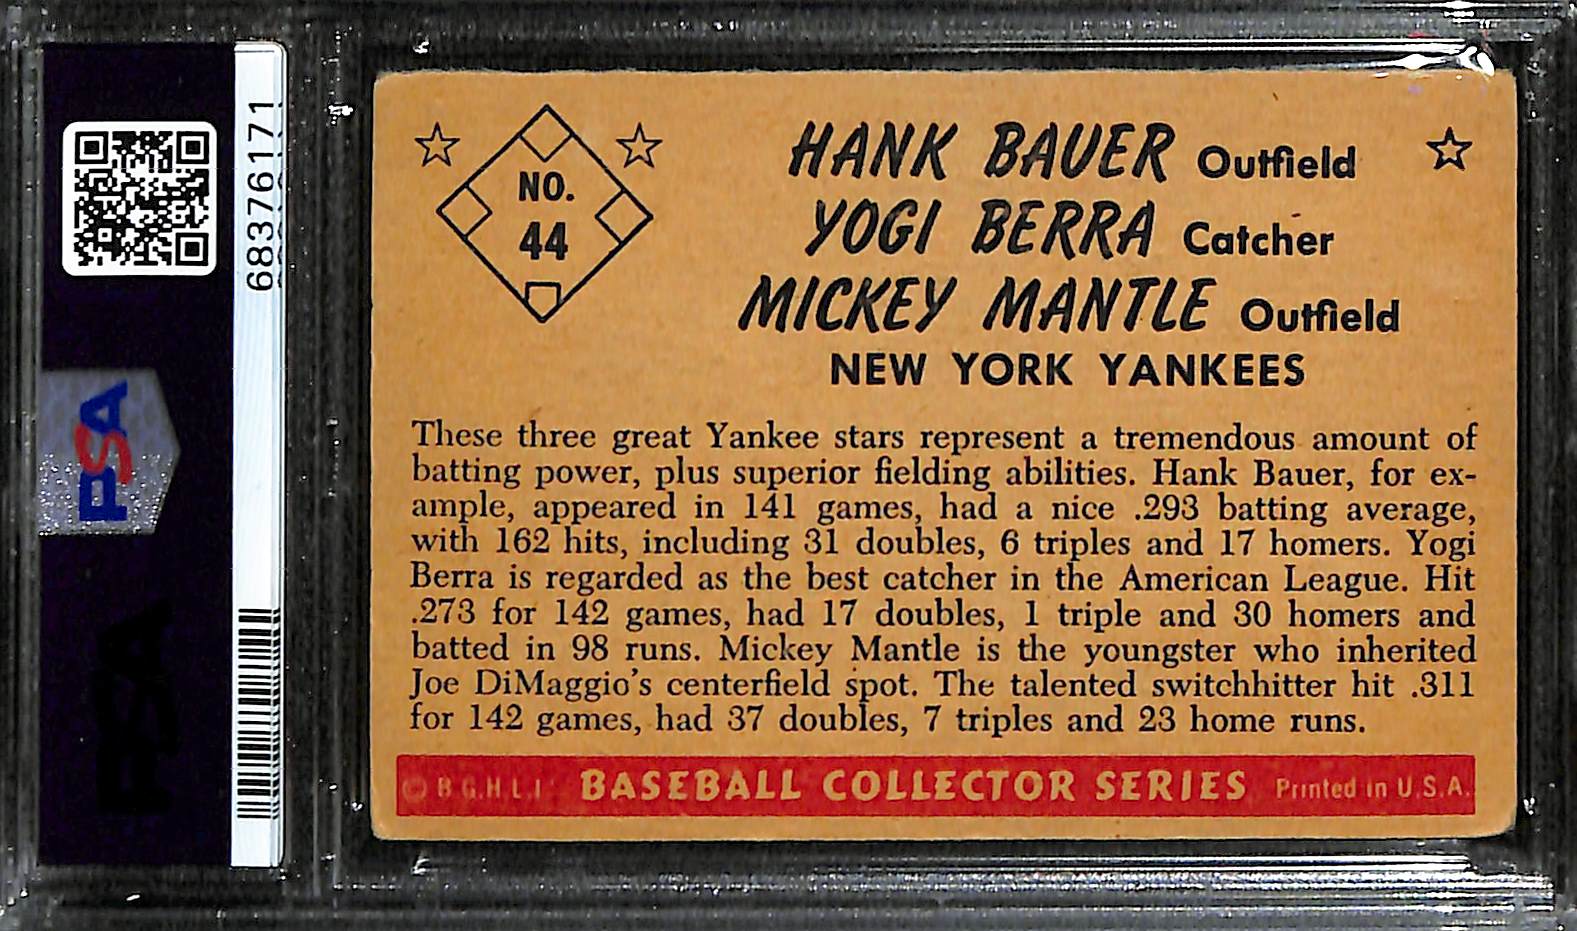 PSA
68376171
NO.
44
HANK BAUER Outfield
YOGI BERRA Catcher
MICKEY MANTLE Outfield
NEW YORK YANKEES
These three great Yankee stars represent a tremendous amount of
batting power, plus superior fielding abilities. Hank Bauer, for ex-
ample, appeared in 141 games, had a nice .293 batting average,
with 162 hits, including 31 doubles, 6 triples and 17 homers. Yogi
Berra is regarded as the best catcher in the American League. Hit
.273 for 142 games, had 17 doubles, 1 triple and 30 homers and
batted in 98 runs. Mickey Mantle is the youngster who inherited
Joe DiMaggio's centerfield spot. The talented switchhitter hit .311
for 142 games, had 37 doubles, 7 triples and 23 home runs.
© B.G.H.L.I. BASEBALL COLLECTOR SERIES Printed in U.S.A.
PSA